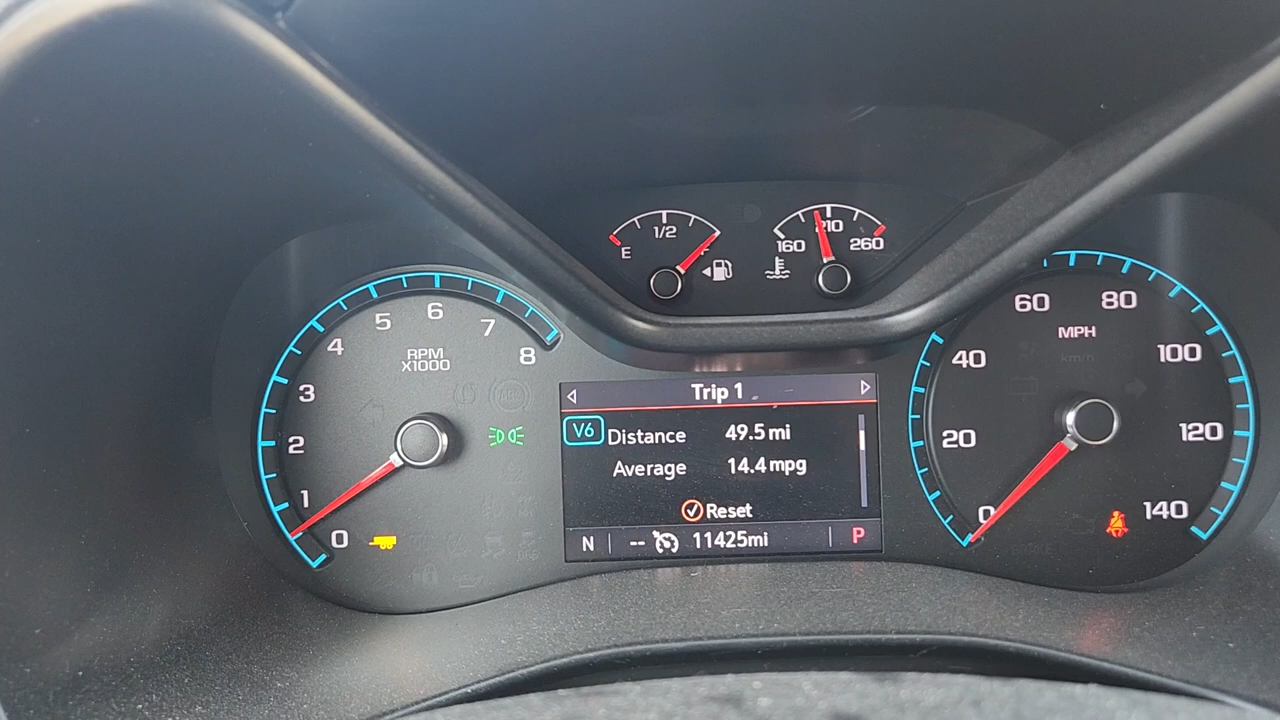 1/2
E
160
210
260
0
1
2
3
4
5
6
7
8
RPM
X1000
Trip 1
V6
Distance 49.5 mi
Average 14.4 mpg
Reset
N -- 11425mi P
0
20
40
60
80
100
120
140
MPH
km/h